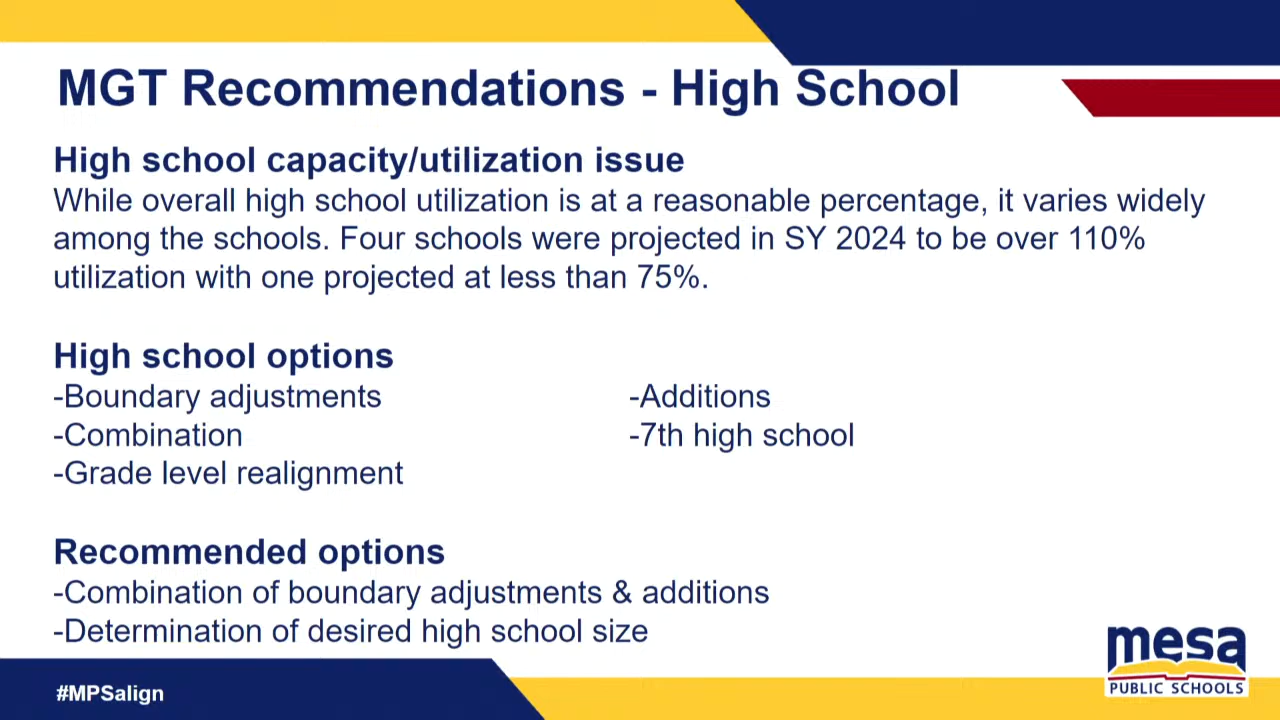 MGT Recommendations - High School
High school capacity/utilization issue
While overall high school utilization is at a reasonable percentage, it varies widely
among the schools. Four schools were projected in SY 2024 to be over 110%
utilization with one projected at less than 75%.
High school options
-Boundary adjustments
-Combination
-Grade level realignment
-Additions
-7th high school
Recommended options
-Combination of boundary adjustments & additions
-Determination of desired high school size
#MPSalign
mesa
PUBLIC SCHOOLS